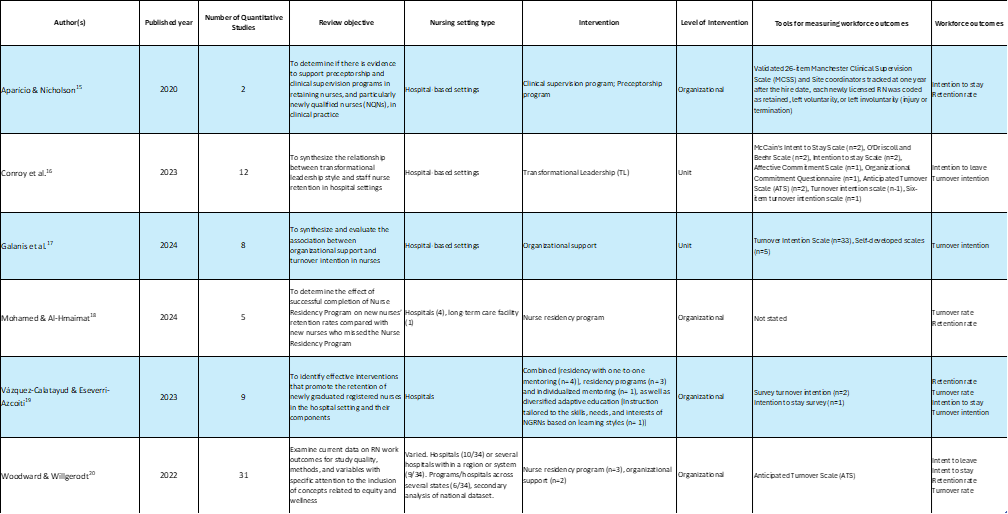 Author(s)
Published year
Number of Quantitative
Studies
Review objective
Nursing setting type
Intervention
Level of Intervention
Tools for measuring workforce outcomes
Workforce outcomes
Aparício & Nicholson15
2020
2
To determine if there is evidence
to support preceptorship and
clinical supervision programs in
retaining nurses, and particularly
newly qualified nurses (NQNs), in
clinical practice
Hospital-based settings
Clinical supervision program; Preceptorship
program
Organizational
Validated 26-item Manchester Clinical Supervision
Scale (MCSS) and Site coordinators tracked at one year
after the hire date, each newly licensed RN was coded
as retained, left voluntarily, or left involuntarily (injury or
termination)
Intention to stay
Retention rate
Conroy et al.16
2023
12
To synthesize the relationship
between transformational
leadership style and staff nurse
retention in hospital settings
Hospital-based settings
Transformational Leadership (TL)
Unit
McCain's Intent to Stay Scale (n=2), O'Driscoll and
Beehr Scale (n=2), Intention to stay Scale (n=2),
Affective Commitment Scale (n=1), Organizational
Commitment Questionnaire (n=1), Anticipated Turnover
Scale (ATS) (n=2), Turnover intention scale (n-1), Six-
item turnover intention scale (n=1)
Intention to leave
Turnover intention
Galanis et al.17
2024
8
To synthesize and evaluate the
association between
organizational support and
turnover intention in nurses
Hospital-based settings
Organizational support
Unit
Turnover Intention Scale (n=33), Self-developed scales
(n=5)
Turnover intention
Mohamed & Al-Hmaimat18
2024
5
To determine the effect of
successful completion of Nurse
Residency Program on new nurses'
retention rates compared with
new nurses who missed the Nurse
Residency Program
Hospitals (4), long-term care facility
(1)
Nurse residency program
Organizational
Not stated
Turnover rate
Retention rate
Vázquez-Calatayud & Eseverri-
Azcoiti19
2023
9
To identify effective interventions
that promote the retention of
newly graduated registered nurses
in the hospital setting and their
components
Hospitals
Combined (residency with one-to-one
mentoring (n=4)), residency programs (n=3)
and individualized mentoring (n= 1), as well as
diversified adaptive education (instruction
tailored to the skills, needs, and interests of
NGRNs based on learning styles (n= 1))
Organizational
Survey turnover intention (n=2)
Intention to stay survey (n=1)
Retention rate
Turnover rate
Intention to stay
Turnover intention
Woodward & Willgerodt20
2022
31
Examine current data on RN work
outcomes for study quality,
methods, and variables with
specific attention to the inclusion
of concepts related to equity and
wellness
Varied. Hospitals (10/34) or several
hospitals within a region or system
(9/34). Programs/hospitals across
several states (6/34), secondary
analysis of national dataset.
Nurse residency program (n=3), organizational
support (n=2)
Organizational
Anticipated Turnover Scale (ATS)
Intent to leave
Intent to stay
Retention rate
Turnover rate